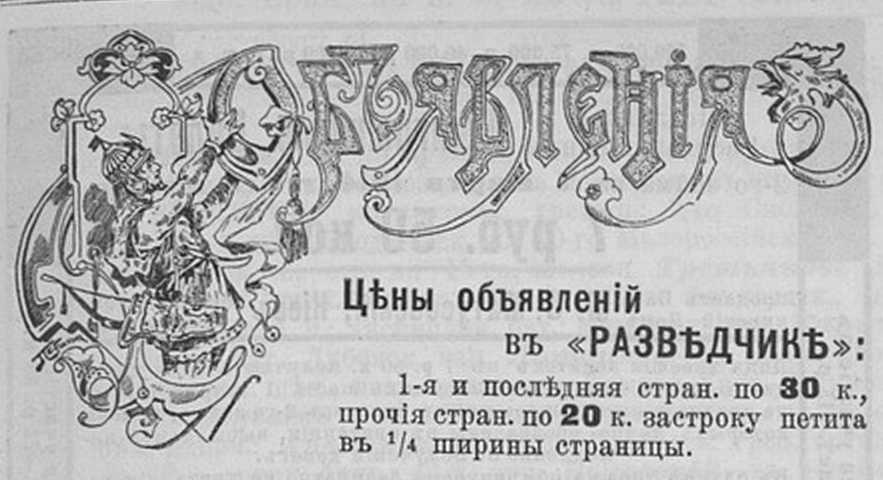 Объявленія
Цѣны объявленій
въ «РАЗВѢДЧИКѢ»:
1-я и послѣдняя стран. по 30 к.,
прочія стран. по 20 к. застроку петита
въ 1/4 ширины страницы.